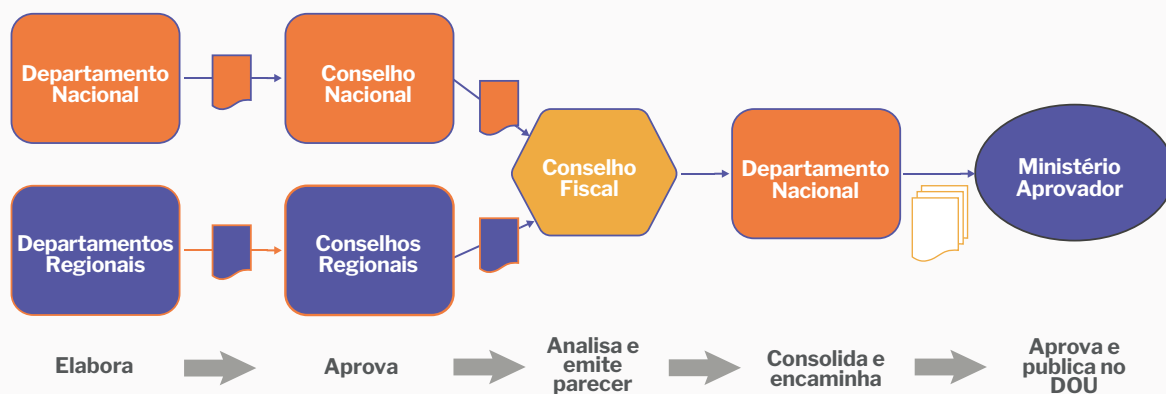 Departamento
Nacional
Conselho
Nacional
Conselho
Fiscal
Departamento
Nacional
Ministério
Aprovador
Departamentos
Regionais
Conselhos
Regionais
Elabora
Aprova
Analisa e
emite
parecer
Consolida e
encaminha
Aprova e
publica no
DOU